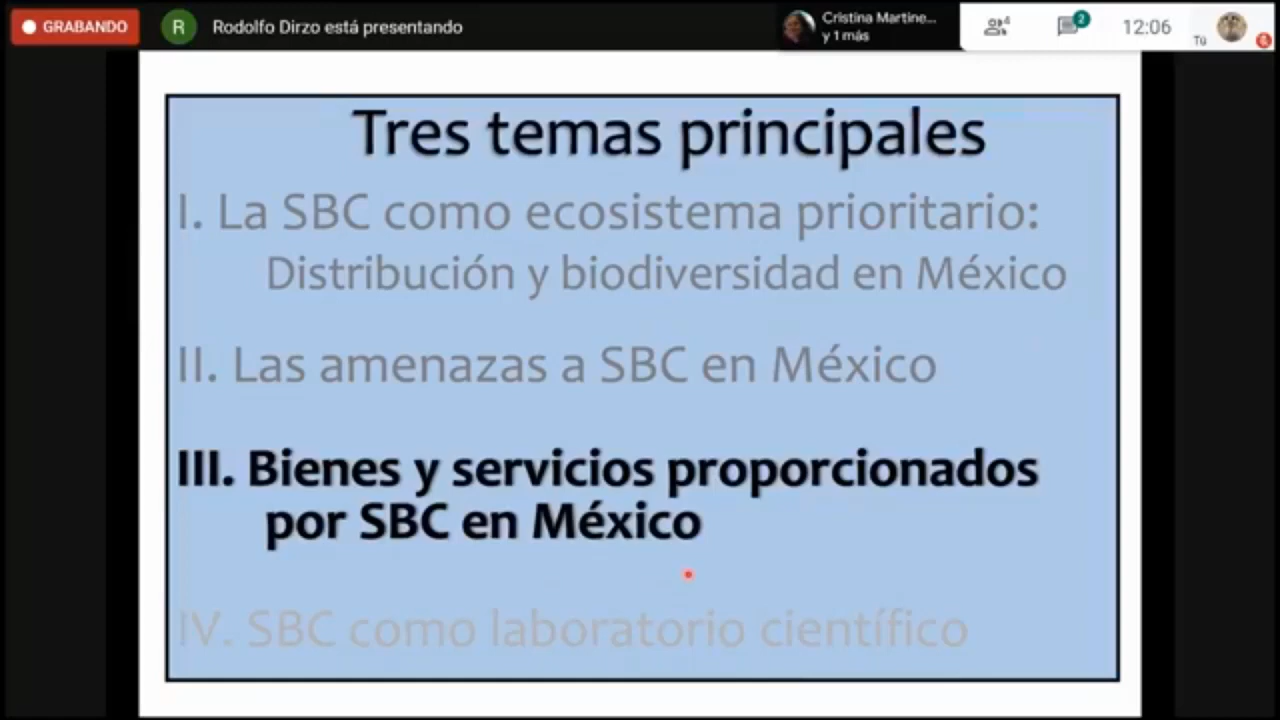 GRABANDO
R
Rodolfo Dirzo está presentando
Cristina Martine...
y 1 más
4
2
12:06
Tú
Tres temas principales
I. La SBC como ecosistema prioritario:
Distribución y biodiversidad en México
II. Las amenazas a SBC en México
III. Bienes y servicios proporcionados
por SBC en México
IV. SBC como laboratorio científico